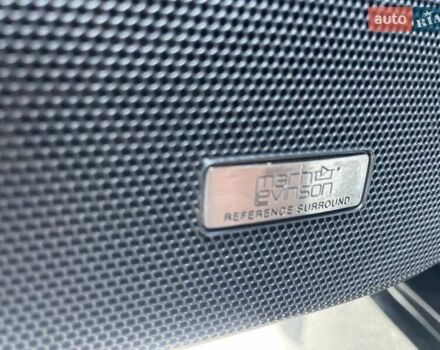 auto RIA
mark
Levinson
REFERENCE SURROUND